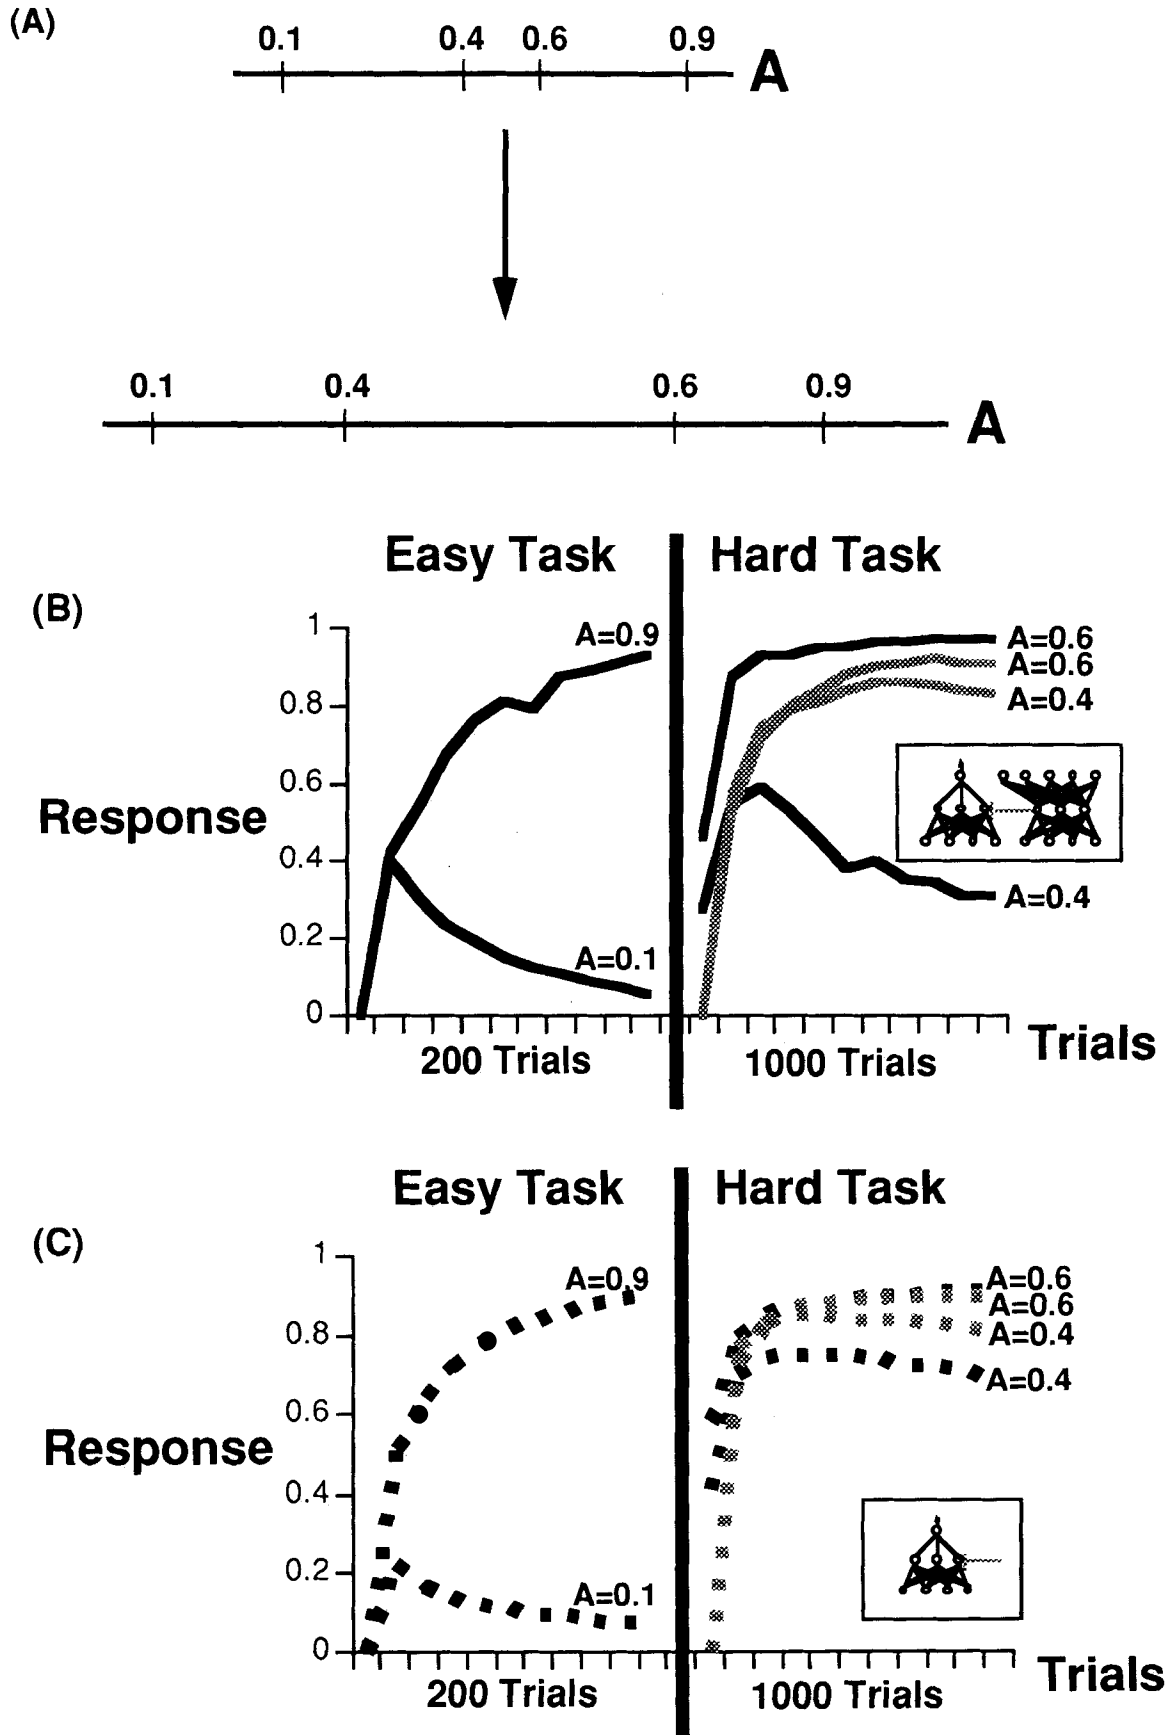 (A)
0.1 0.4 0.6 0.9
A
0.1 0.4 0.6 0.9
A
Easy Task Hard Task
(B)
1
0.8
0.6
0.4
0.2
0
Response
A=0.9
A=0.1
A=0.6
A=0.6
A=0.4
A=0.4
200 Trials 1000 Trials
Trials
Easy Task Hard Task
(C)
1
0.8
0.6
0.4
0.2
0
Response
A=0.9
A=0.1
A=0.6
A=0.6
A=0.4
A=0.4
200 Trials 1000 Trials
Trials